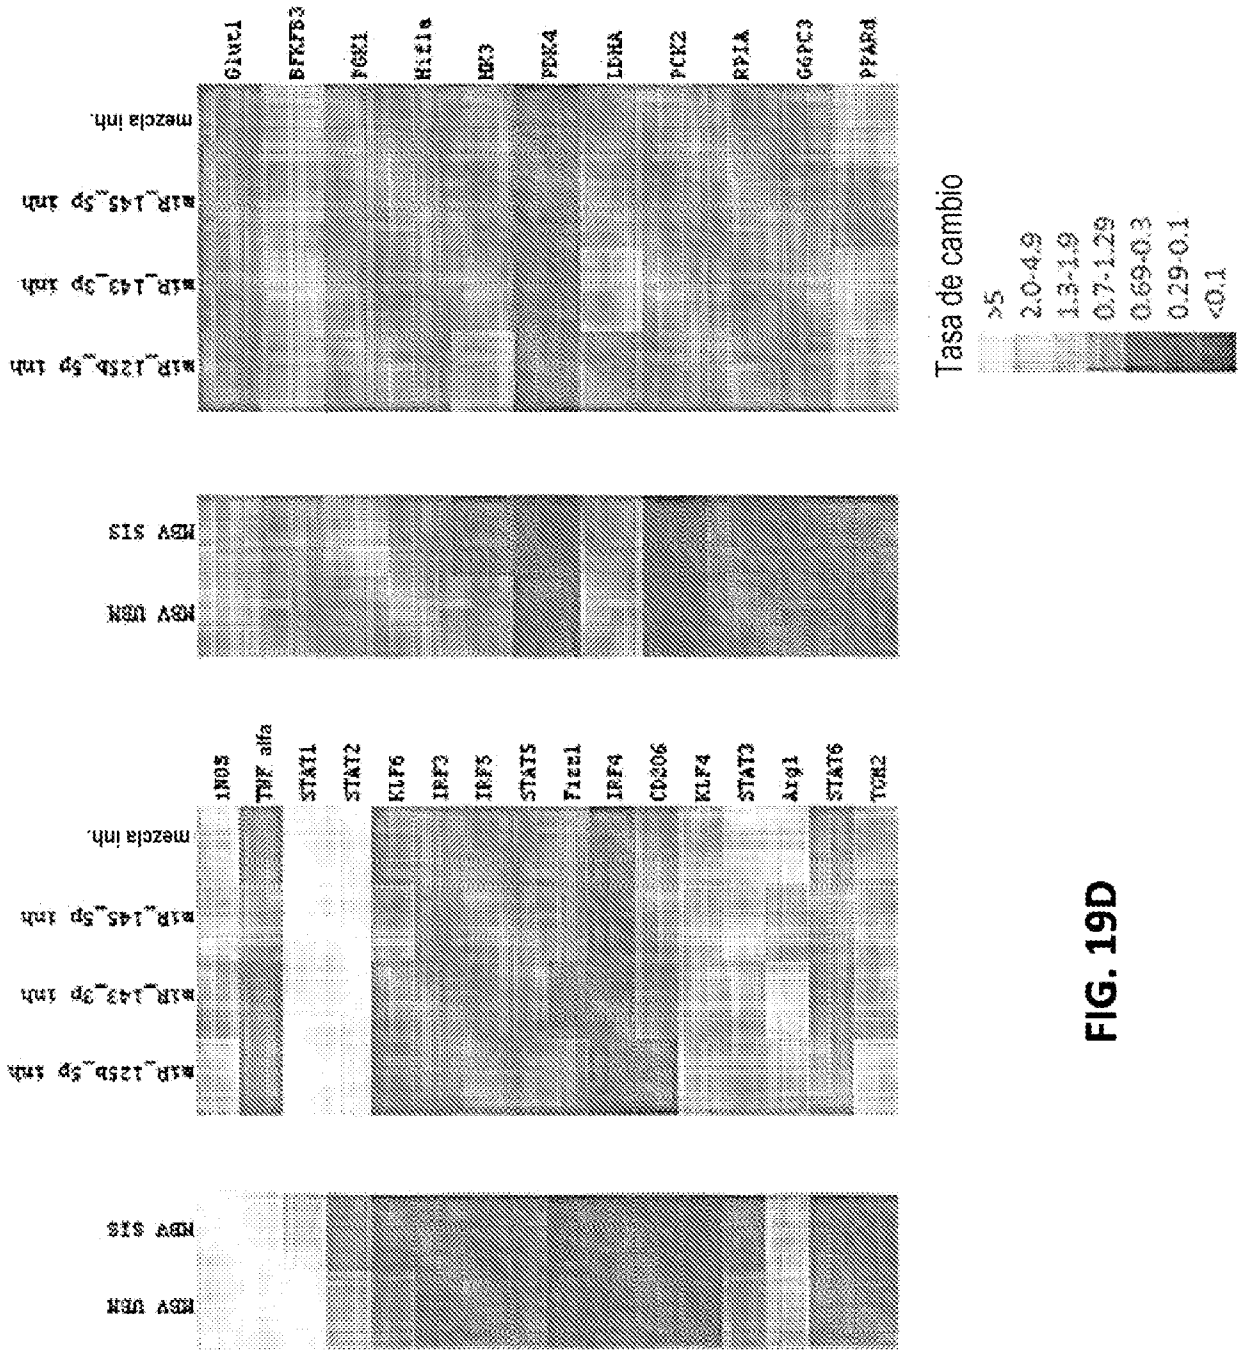 MBV UBM
MBV SIS
miR_125b_5p inh
miR_143_3p inh
miR_145_5p inh
mezcla inh.
iNOS
TNF alfa
STAT1
STAT2
KLF6
IRF3
IRF5
STAT5
Fizz1
IRF4
CD206
KLF4
STAT3
Arg1
STAT6
TGM2
MBV UBM
MBV SIS
miR_125b_5p inh
miR_143_3p inh
miR_145_5p inh
mezcla inh.
Glut1
PGK1
Hif1a
HK3
PDK4
LDHA
PCK2
RPIA
G6PC3
PPARd
Tasa de cambio
>5
2.0-4.9
1.3-1.9
0.7-1.29
0.69-0.3
0.29-0.1
<0.1
FIG. 19D